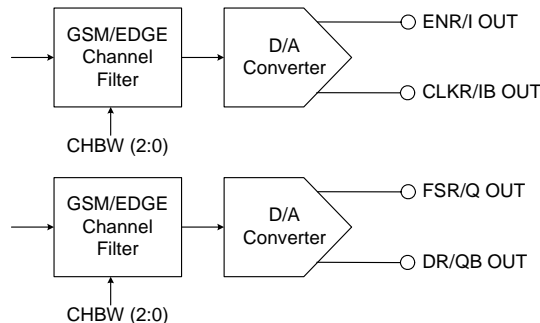 GSM/EDGE
Channel
Filter
D/A
Converter
ENR/I OUT
CLKR/IB OUT
CHBW (2:0)
GSM/EDGE
Channel
Filter
D/A
Converter
FSR/Q OUT
DR/QB OUT
CHBW (2:0)